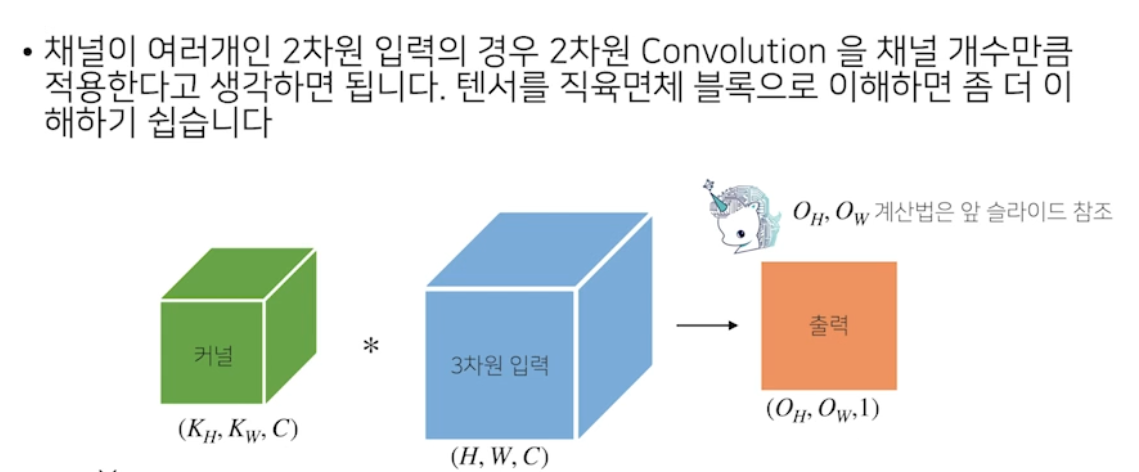 • 채널이 여러개인 2차원 입력의 경우 2차원 Convolution 을 채널 개수만큼
적용한다고 생각하면 됩니다. 텐서를 직육면체 블록으로 이해하면 좀 더 이
해하기 쉽습니다
O_H, O_W 계산법은 앞 슬라이드 참조
커널
*
3차원 입력
출력
(K_H, K_W, C)
(H, W, C)
(O_H, O_W,1)